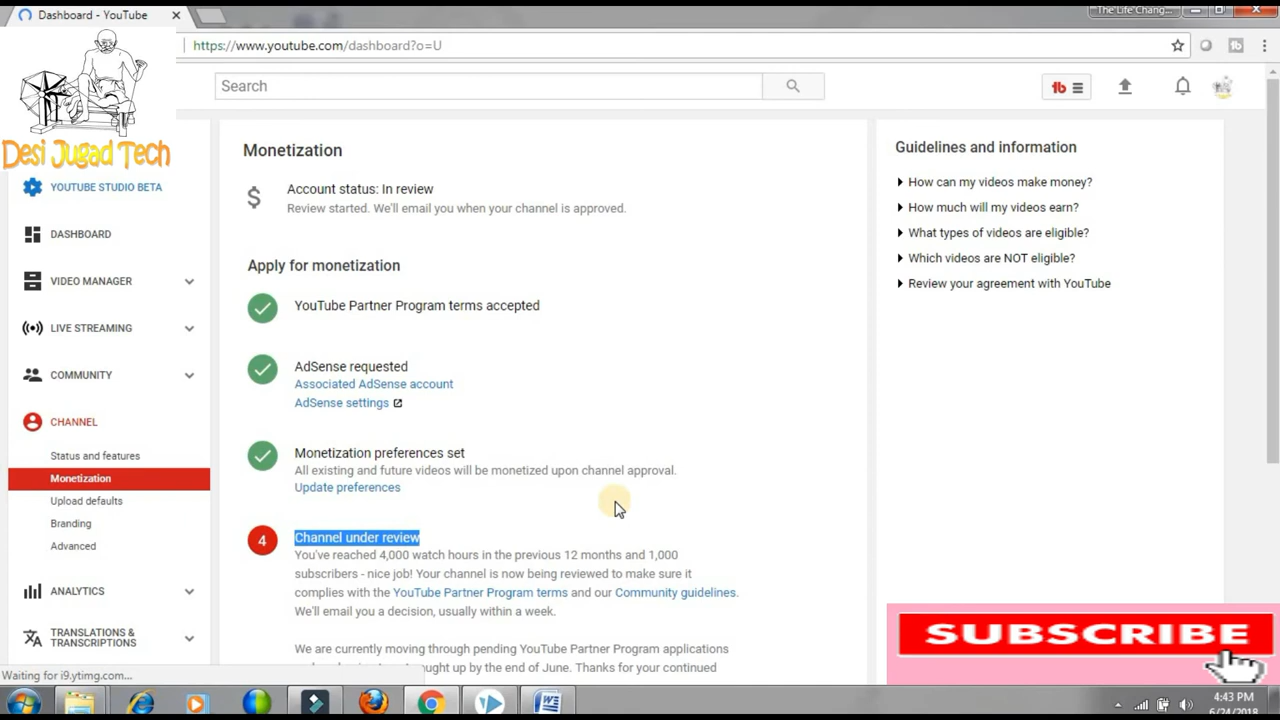 Dashboard - YouTube
The Life Chang...
https://www.youtube.com/dashboard?o=U
Search
Desi Jugad Tech
YOUTUBE STUDIO BETA
DASHBOARD
VIDEO MANAGER
LIVE STREAMING
COMMUNITY
CHANNEL
Status and features
Monetization
Upload defaults
Branding
Advanced
ANALYTICS
TRANSLATIONS &
TRANSCRIPTIONS
Monetization
Account status: In review
Review started. We'll email you when your channel is approved.
Apply for monetization
YouTube Partner Program terms accepted
AdSense requested
Associated AdSense account
AdSense settings
Monetization preferences set
All existing and future videos will be monetized upon channel approval.
Update preferences
4
Channel under review
You've reached 4,000 watch hours in the previous 12 months and 1,000
subscribers - nice job! Your channel is now being reviewed to make sure it
complies with the YouTube Partner Program terms and our Community guidelines.
We'll email you a decision, usually within a week.
We are currently moving through pending YouTube Partner Program applications
up by the end of June. Thanks for your continued
Guidelines and information
How can my videos make money?
How much will my videos earn?
What types of videos are eligible?
Which videos are NOT eligible?
Review your agreement with YouTube
SUBSCRIBE
Waiting for i9.ytimg.com...
4:43 PM
6/24/2018